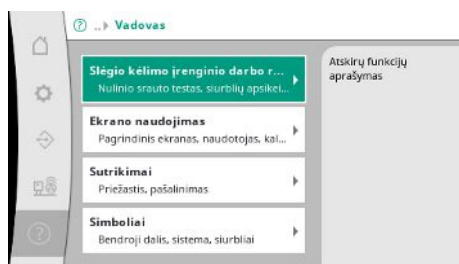 ..▸ Vadovas
Slėgio kėlimo įrenginio darbo r...
Nulinio srauto testas, siurblių apsikei...
Ekrano naudojimas
Pagrindinis ekranas, naudotojas, kal...
Sutrikimai
Priežastis, pašalinimas
Simboliai
Bendroji dalis, sistema, siurbliai
Atskirų funkcijų
aprašymas